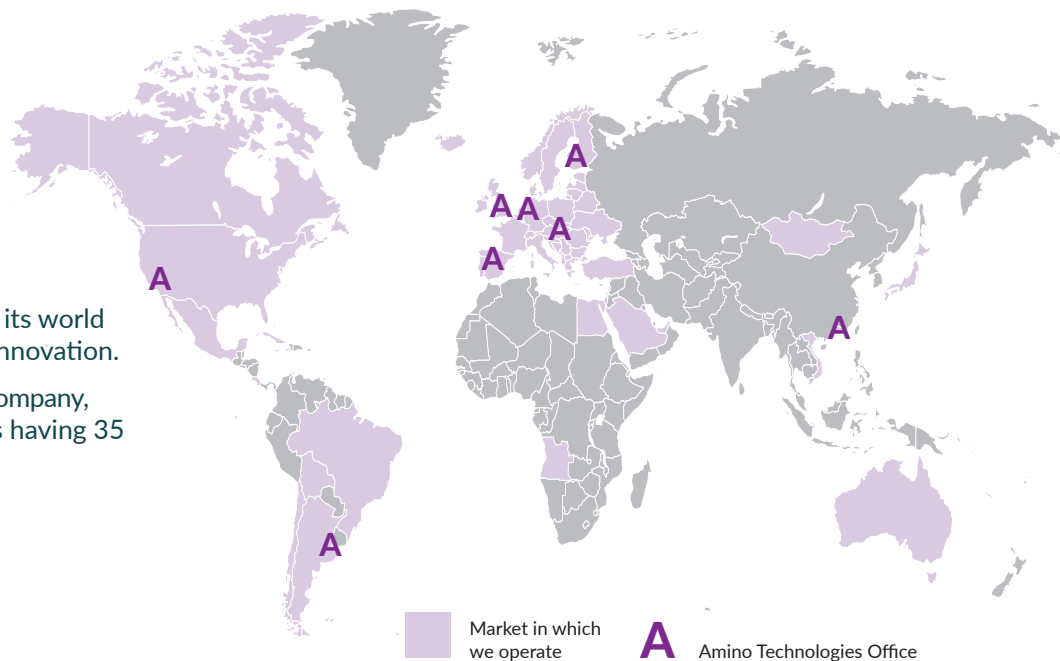 A
A
A
A
A
A
A
A
its world
nnovation.
ompany,
s having 35
Market in which
we operate
A
Amino Technologies Office